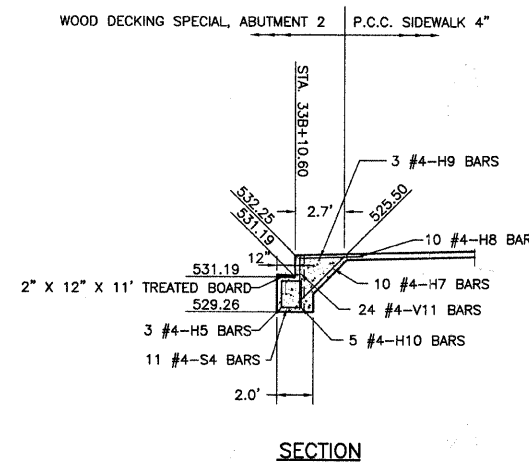 WOOD DECKING SPECIAL, ABUTMENT 2
P.C.C. SIDEWALK 4"
STA. 33B+10.60
3 #4-H9 BARS
532.25
531.19
2.7'
525.50
12"
10 #4-H8 BAR
531.19
10 #4-H7 BARS
2" X 12" X 11' TREATED BOARD
24 #4-V11 BARS
529.26
3 #4-H5 BARS
5 #4-H10 BARS
11 #4-S4 BARS
2.0'
SECTION